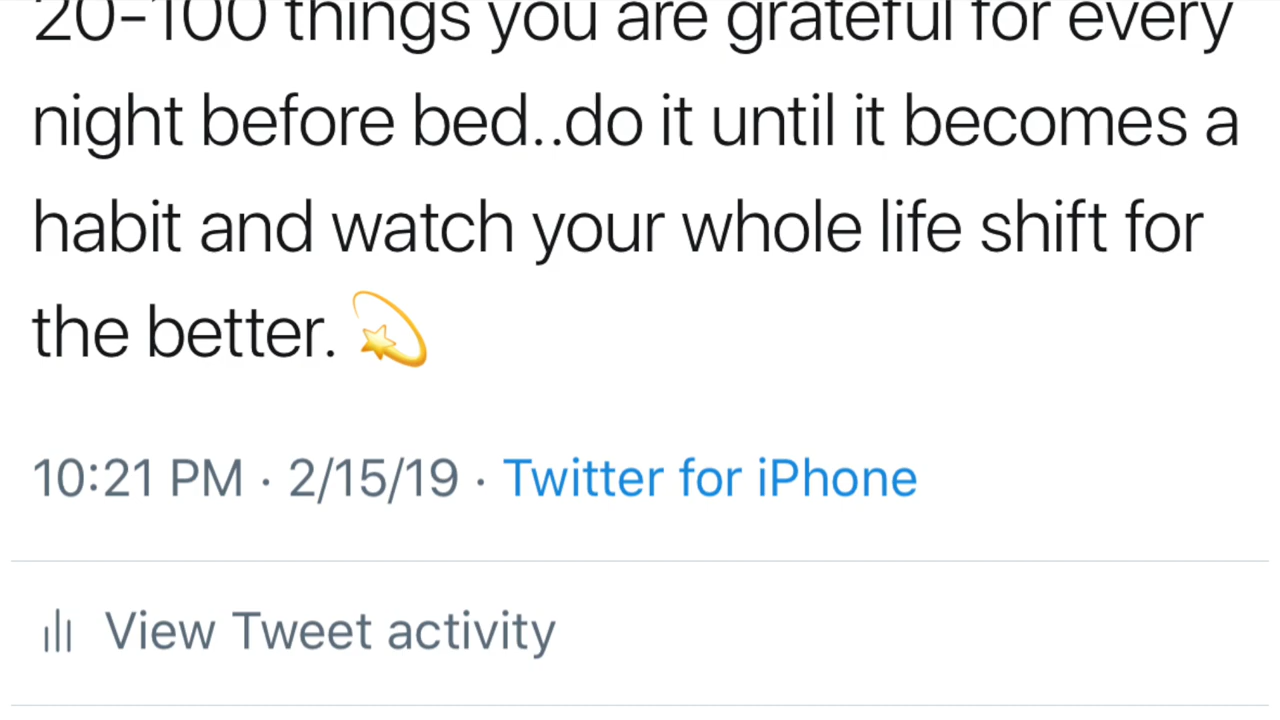 20-100 things you are grateful for every
night before bed..do it until it becomes a
habit and watch your whole life shift for
the better. 💫
10:21 PM · 2/15/19 · Twitter for iPhone
View Tweet activity